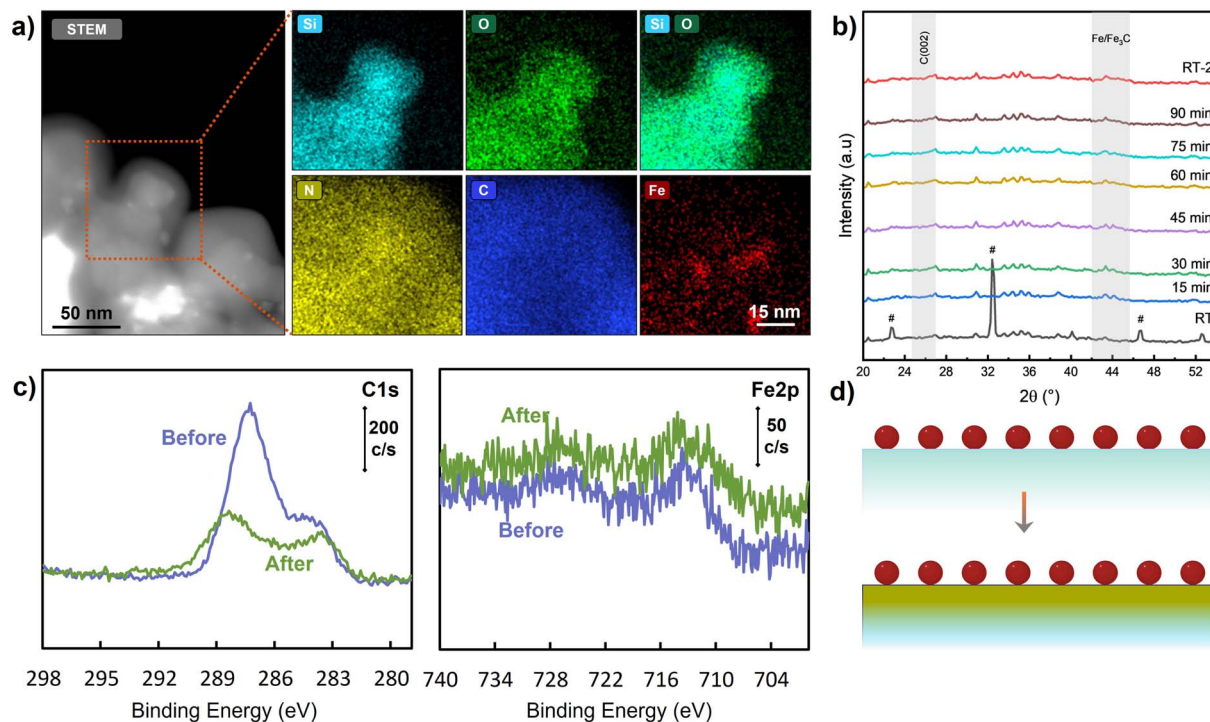 a)
STEM
50 nm
Si
O
Si O
N
C
Fe
15 nm
b)
Intensity (a.u)
C(002)
Fe/Fe₃C
RT-2
90 min
75 min
60 min
45 min
30 min
15 min
RT
#
#
#
20 24 28 32 36 40 44 48 52
2θ (°)
c)
C1s
200
c/s
Before
After
298 295 292 289 286 283 280
Binding Energy (eV)
Fe2p
50
c/s
After
Before
740 734 728 722 716 710 704
Binding Energy (eV)
d)